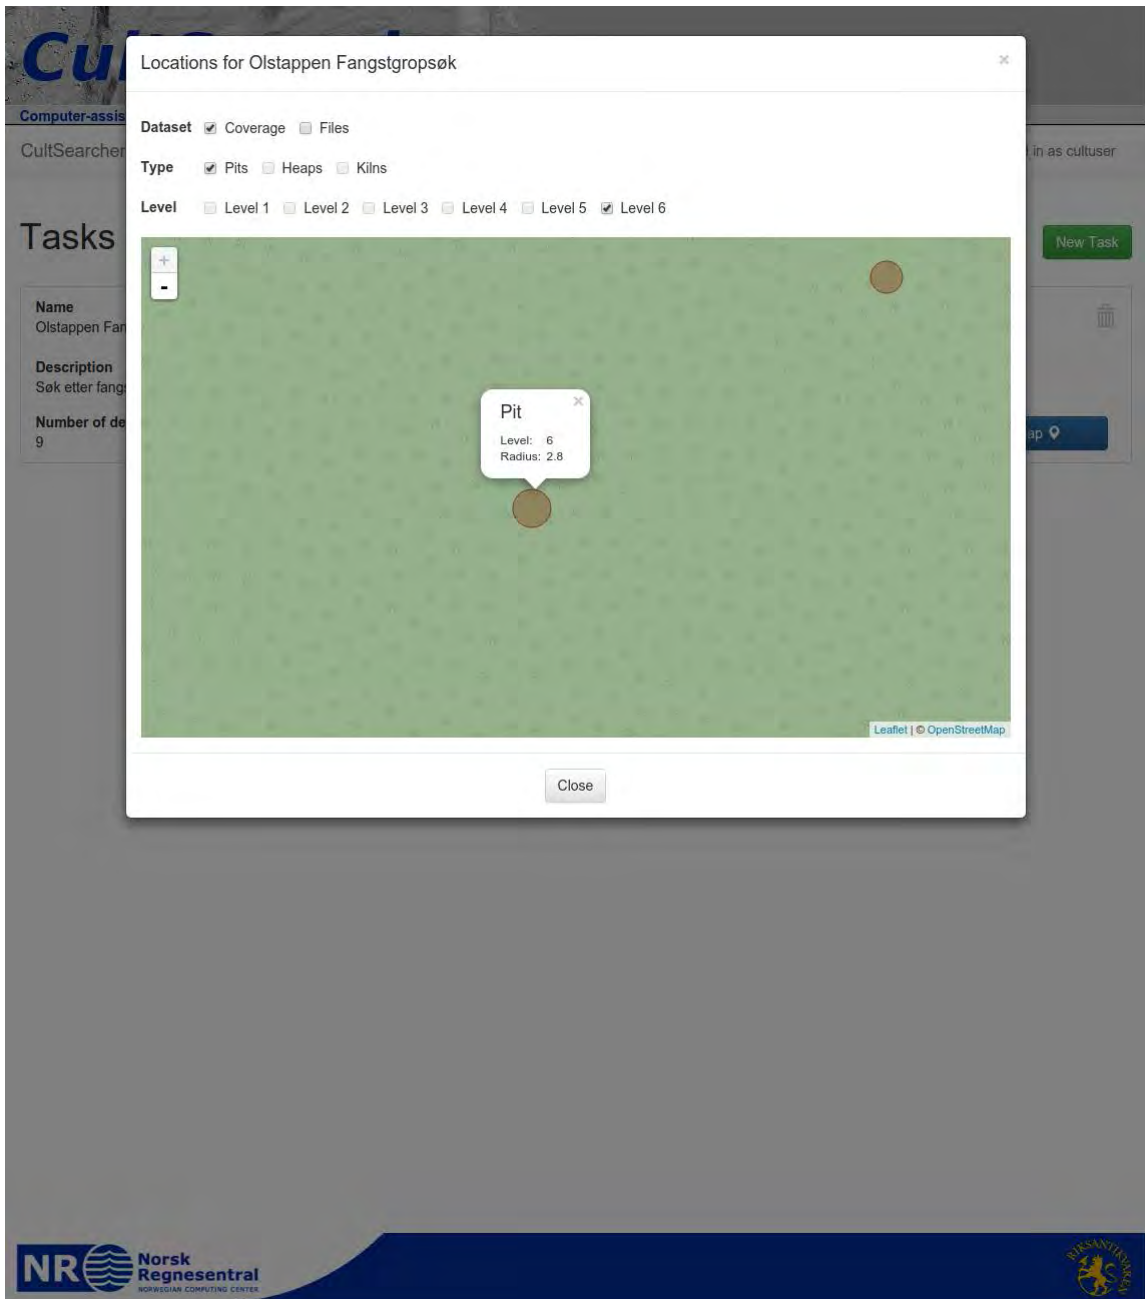 Cul
Locations for Olstappen Fangstgropsøk
×
Computer-assis
Dataset Coverage Files
CultSearcher
in as cultuser
Type Pits Heaps Kilns
Level Level 1 Level 2 Level 3 Level 4 Level 5 Level 6
Tasks
New Task
+
-
Name
Olstappen Fan
Description
Søk etter fangs
Number of de
9
ap
Pit
×
Level: 6
Radius: 2.8
Leaflet | © OpenStreetMap
Close
NR
Norsk
Regnesentral
NORWEGIAN COMPUTING CENTER
RIKSANTIKVAREN